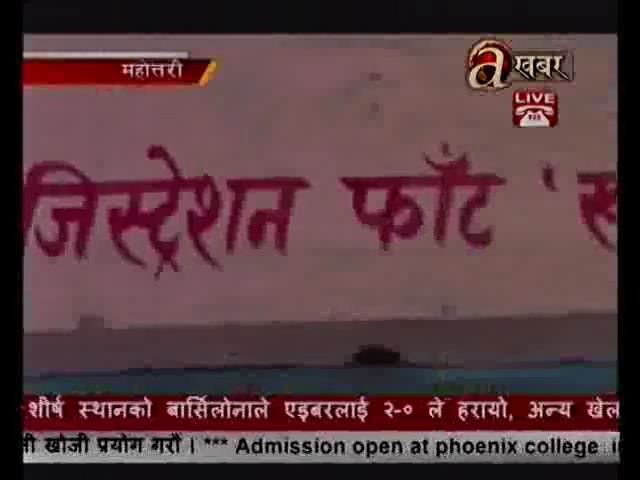 महोत्तरी
a खबर
LIVE
जिस्ट्रेशन फाँट '
शीर्ष स्थानको बार्सिलोनाले एइबरलाई २-० ले हरायो, अन्य खेल
खोजी प्रयोग गरौं । *** Admission open at phoenix college